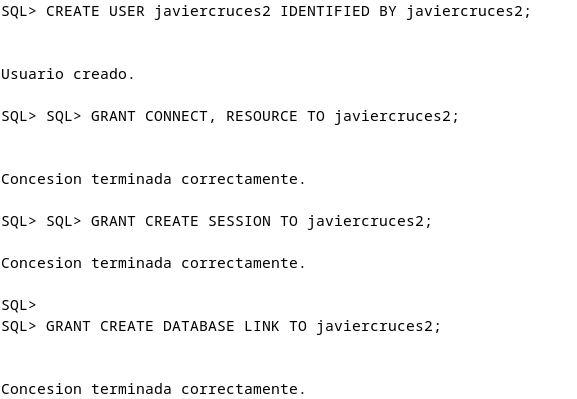 SQL> CREATE USER javiercruces2 IDENTIFIED BY javiercruces2;
Usuario creado.
SQL> SQL> GRANT CONNECT, RESOURCE TO javiercruces2;
Concesion terminada correctamente.
SQL> SQL> GRANT CREATE SESSION TO javiercruces2;
Concesion terminada correctamente.
SQL>
SQL> GRANT CREATE DATABASE LINK TO javiercruces2;
Concesion terminada correctamente.